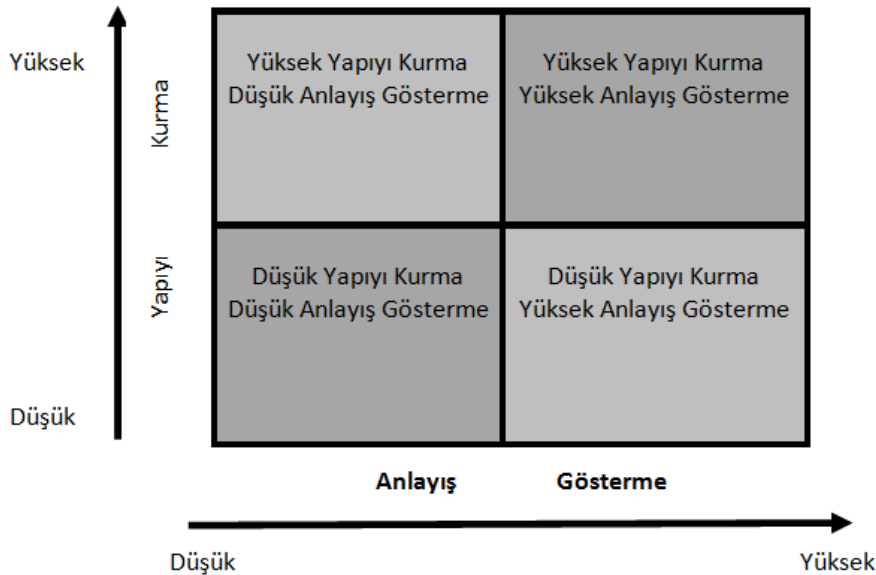 Yüksek
Kurma
Yapıyı
Düşük
Yüksek Yapıyı Kurma
Düşük Anlayış Gösterme
Yüksek Yapıyı Kurma
Yüksek Anlayış Gösterme
Düşük Yapıyı Kurma
Düşük Anlayış Gösterme
Düşük Yapıyı Kurma
Yüksek Anlayış Gösterme
Anlayış Gösterme
Düşük
Yüksek